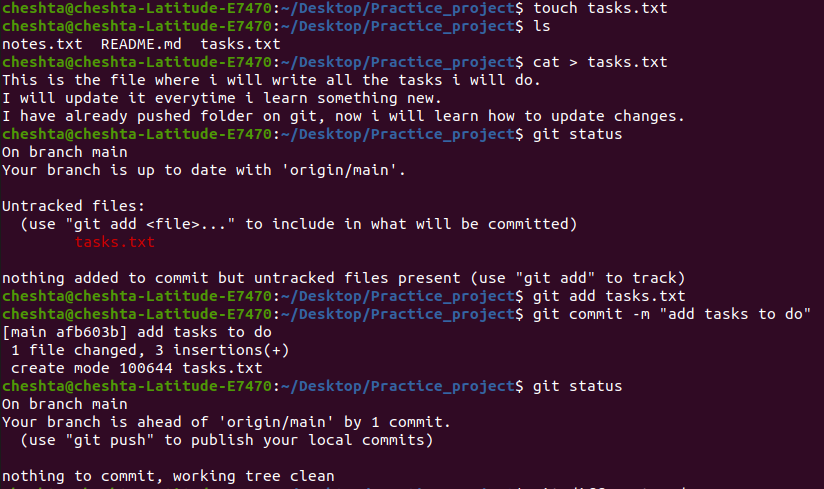 cheshta@cheshta-Latitude-E7470:~/Desktop/Practice_project$ touch tasks.txt
cheshta@cheshta-Latitude-E7470:~/Desktop/Practice_project$ ls
notes.txt  README.md  tasks.txt
cheshta@cheshta-Latitude-E7470:~/Desktop/Practice_project$ cat > tasks.txt
This is the file where i will write all the tasks i will do.
I will update it everytime i learn something new.
I have already pushed folder on git, now i will learn how to update changes.
cheshta@cheshta-Latitude-E7470:~/Desktop/Practice_project$ git status
On branch main
Your branch is up to date with 'origin/main'.
Untracked files:
  (use "git add <file>..." to include in what will be committed)
        tasks.txt
nothing added to commit but untracked files present (use "git add" to track)
cheshta@cheshta-Latitude-E7470:~/Desktop/Practice_project$ git add tasks.txt
cheshta@cheshta-Latitude-E7470:~/Desktop/Practice_project$ git commit -m "add tasks to do"
[main afb603b] add tasks to do
 1 file changed, 3 insertions(+)
 create mode 100644 tasks.txt
cheshta@cheshta-Latitude-E7470:~/Desktop/Practice_project$ git status
On branch main
Your branch is ahead of 'origin/main' by 1 commit.
  (use "git push" to publish your local commits)
nothing to commit, working tree clean